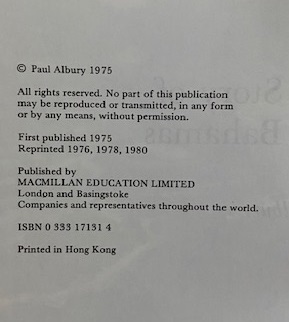 © Paul Albury 1975
All rights reserved. No part of this publication
may be reproduced or transmitted, in any form
or by any means, without permission.
First published 1975
Reprinted 1976, 1978, 1980
Published by
MACMILLAN EDUCATION LIMITED
London and Basingstoke
Companies and representatives throughout the world.
ISBN 0 333 17131 4
Printed in Hong Kong